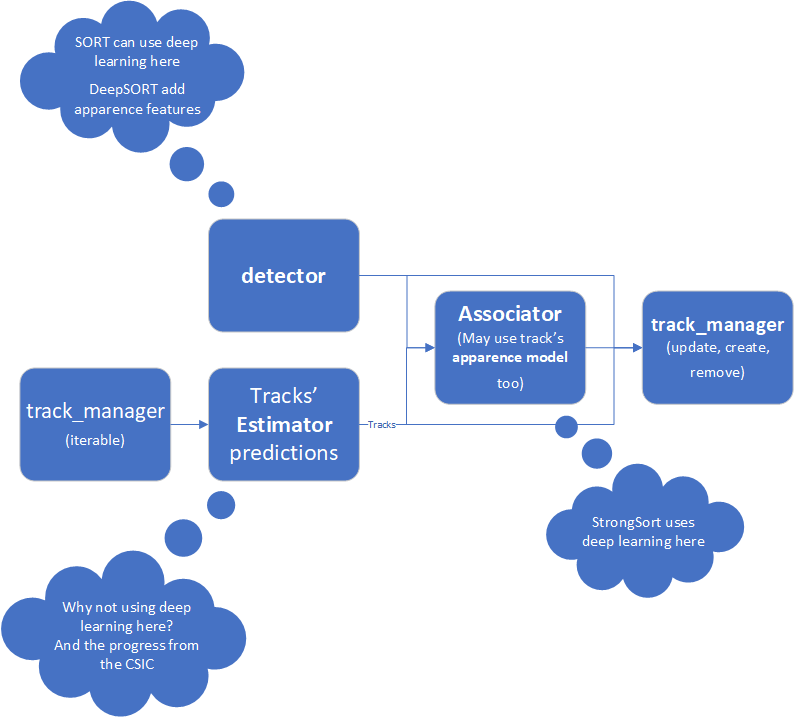 SORT can use deep
learning here
DeepSORT add
apparence features
detector
Associator
(May use track’s
apparence model
too)
track_manager
(update, create,
remove)
track_manager
(iterable)
Tracks’
Estimator
predictions
Tracks
StrongSort uses
deep learning here
Why not using deep
learning here?
And the progress from
the CSIC